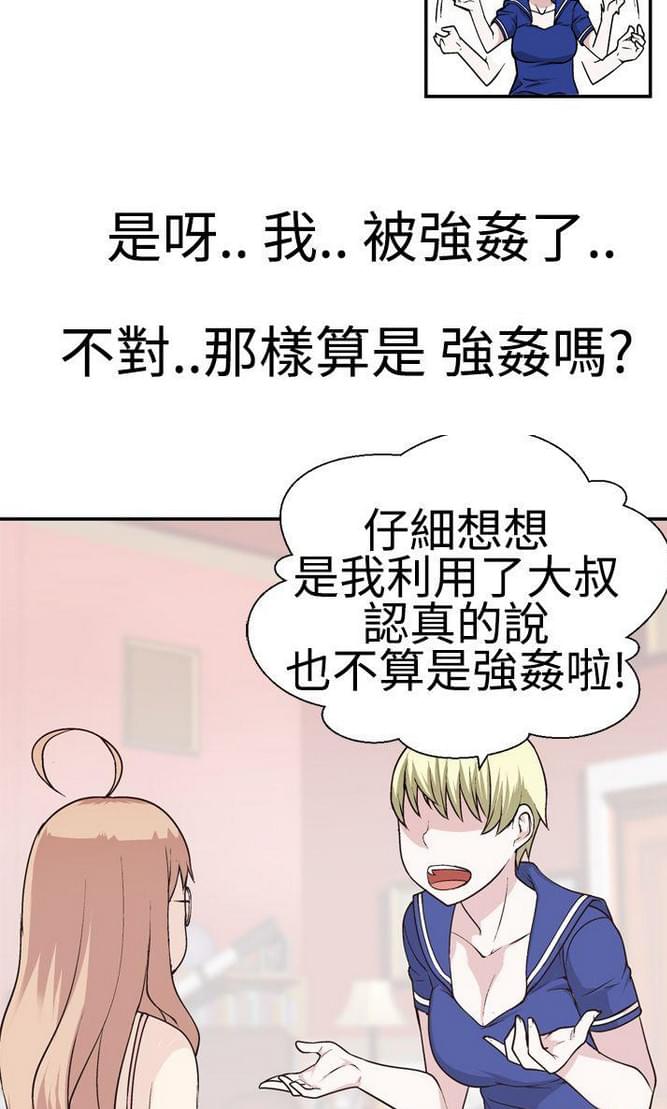 是呀.. 我.. 被強姦了..
不對..那樣算是 強姦嗎?
仔細想想
是我利用了大叔
認真的說
也不算是強姦啦!